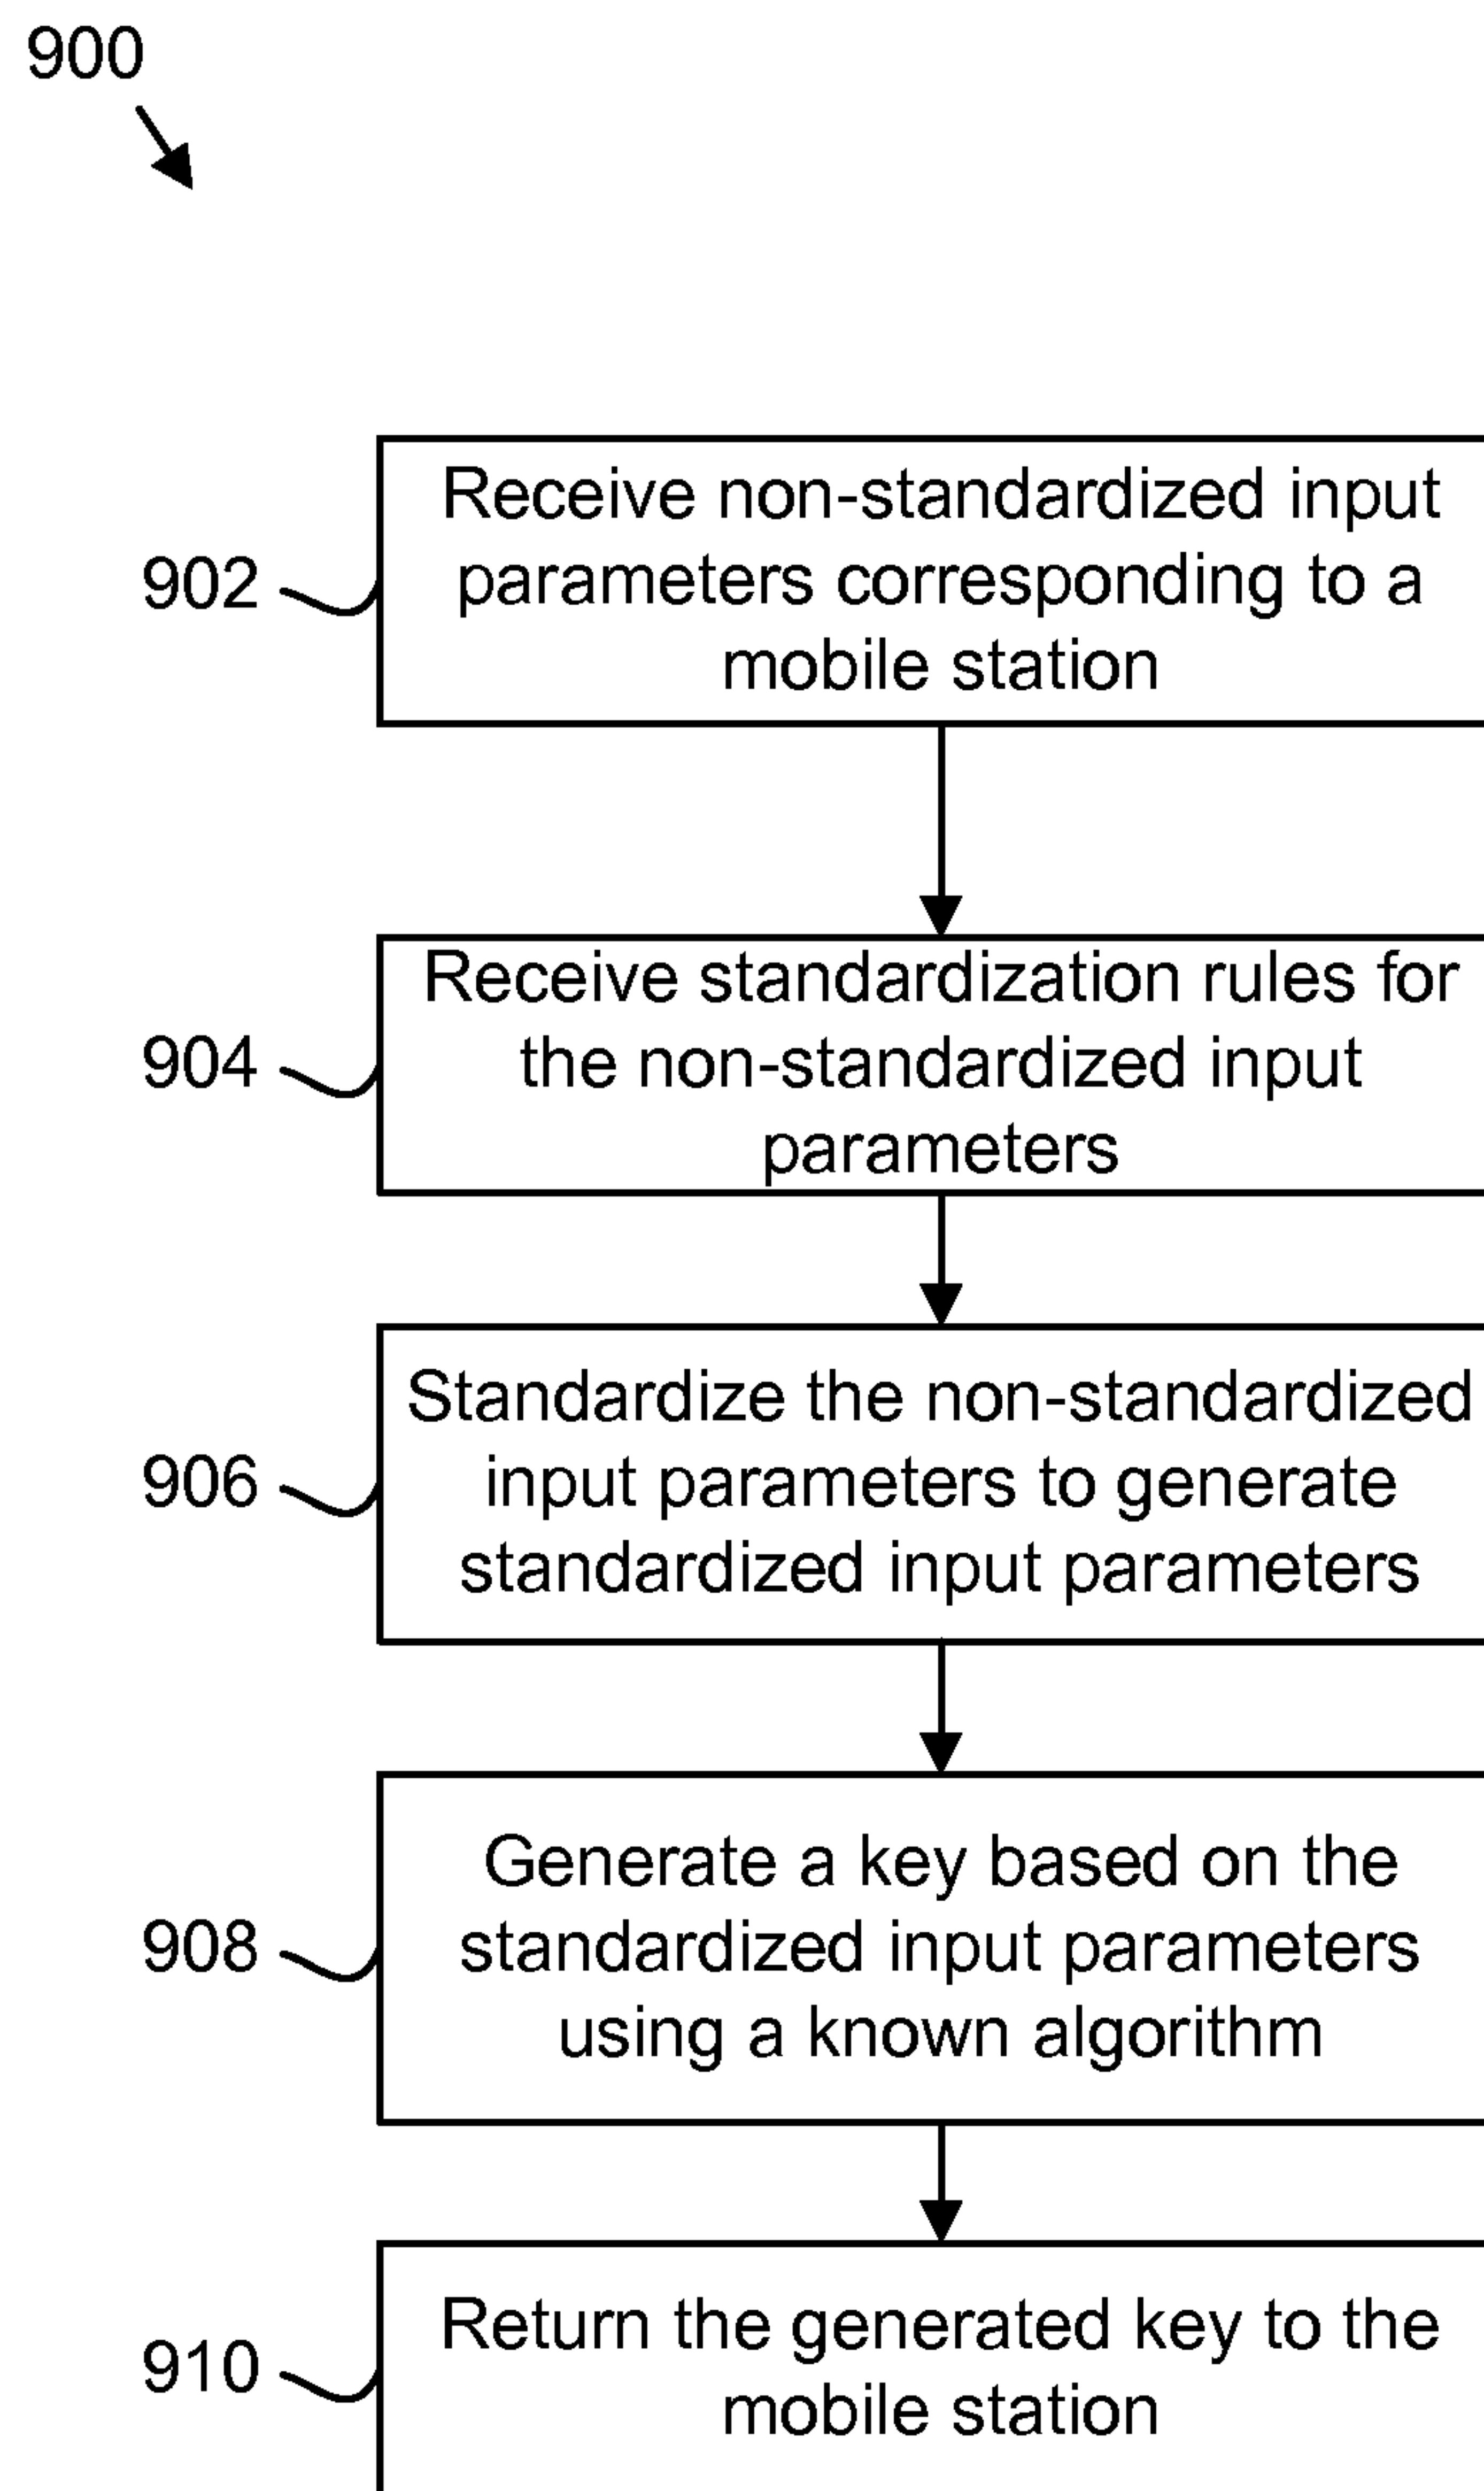 900
902
Receive non-standardized input
parameters corresponding to a
mobile station
904
Receive standardization rules for
the non-standardized input
parameters
906
Standardize the non-standardized
input parameters to generate
standardized input parameters
908
Generate a key based on the
standardized input parameters
using a known algorithm
910
Return the generated key to the
mobile station